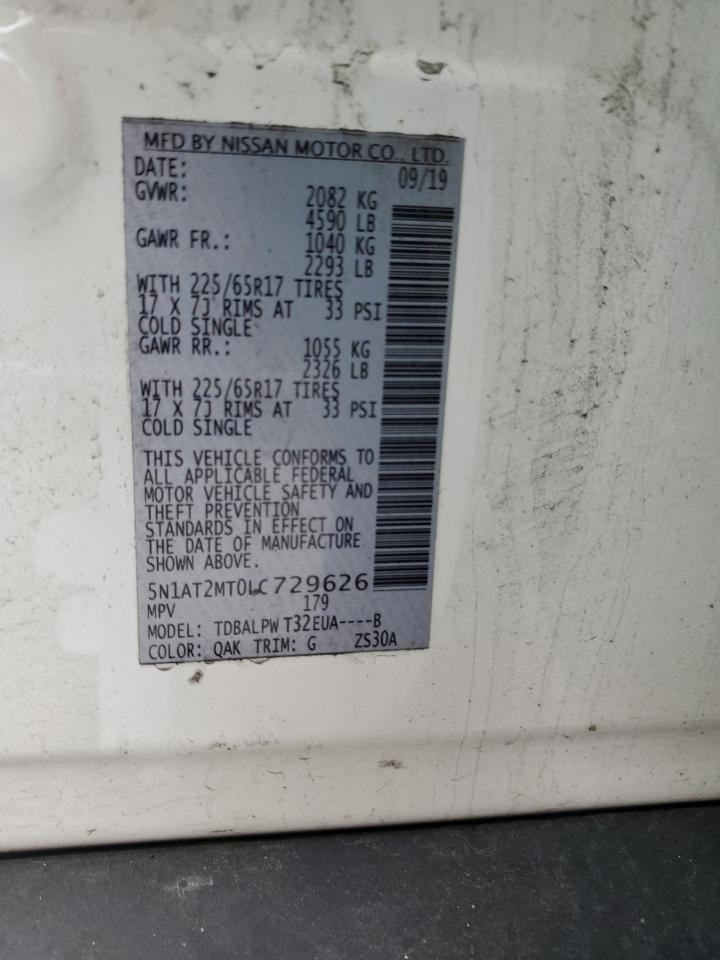 MFD BY NISSAN MOTOR CO., LTD.
DATE: 09/19
GVWR: 2082 KG
4590 LB
GAWR FR.: 1040 KG
2293 LB
WITH 225/65R17 TIRES
17 X 7J RIMS AT 33 PSI
COLD SINGLE
GAWR RR.: 1055 KG
2326 LB
WITH 225/65R17 TIRES
17 X 7J RIMS AT 33 PSI
COLD SINGLE
THIS VEHICLE CONFORMS TO
ALL APPLICABLE FEDERAL
MOTOR VEHICLE SAFETY AND
THEFT PREVENTION
STANDARDS IN EFFECT ON
THE DATE OF MANUFACTURE
SHOWN ABOVE.
5N1AT2MT0LC729626
MPV 179
MODEL: TDBALPW T32EUA----B
COLOR: QAK TRIM: G ZS30A